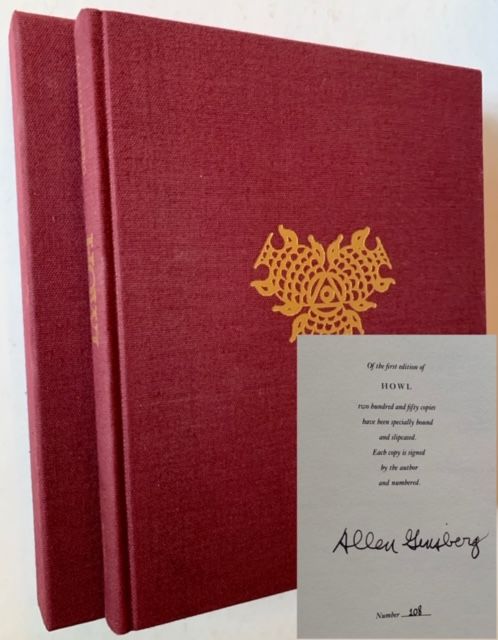 HOWL
Of the first edition of
HOWL
two hundred and fifty copies
have been specially bound
and slipcased.
Each copy is signed
by the author
and numbered.
Allen Ginsberg
Number 108